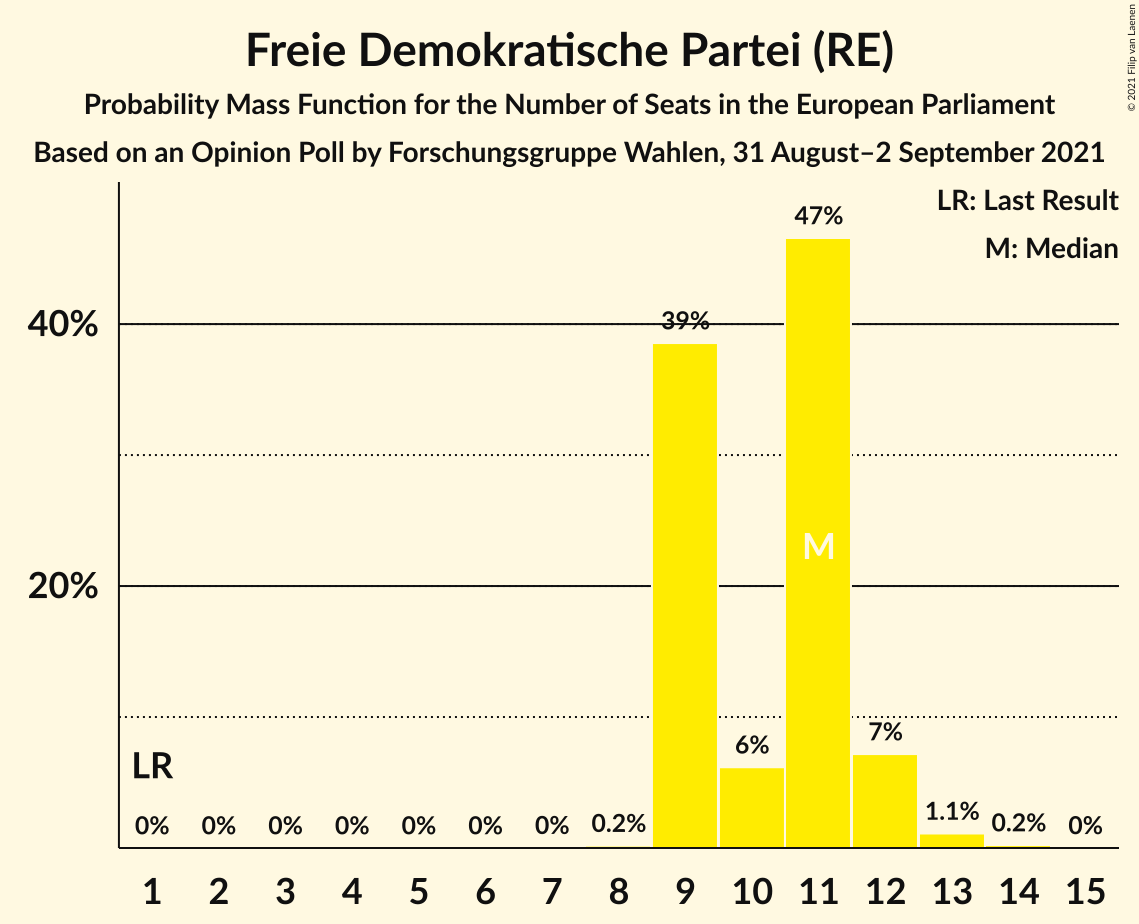 Freie Demokratische Partei (RE)
Probability Mass Function for the Number of Seats in the European Parliament
Based on an Opinion Poll by Forschungsgruppe Wahlen, 31 August–2 September 2021
© 2021 Filip van Laenen
LR: Last Result
M: Median
47%
40%
39%
M
20%
7%
6%
LR
0% 0% 0% 0% 0% 0% 0% 0.2% 1.1% 0.2% 0%
1 2 3 4 5 6 7 8 9 10 11 12 13 14 15